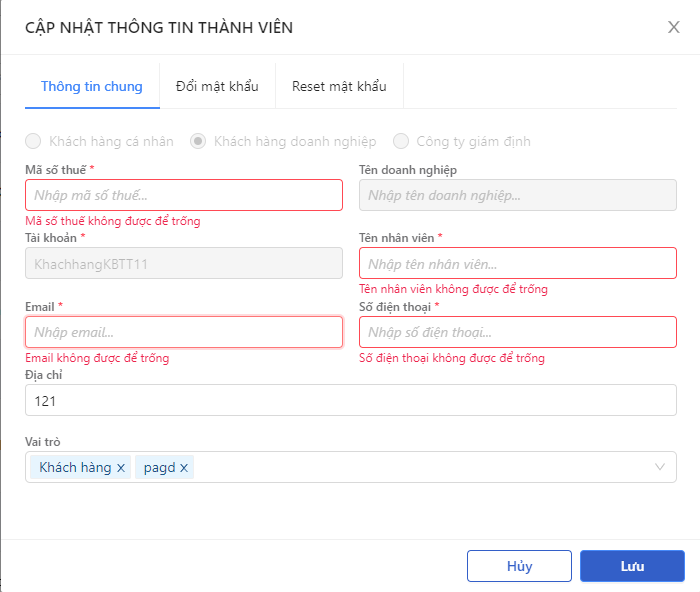 CẬP NHẬT THÔNG TIN THÀNH VIÊN
Thông tin chung Đổi mật khẩu Reset mật khẩu
Khách hàng cá nhân Khách hàng doanh nghiệp Công ty giám định
Mã số thuế * Tên doanh nghiệp
Nhập mã số thuế... Nhập tên doanh nghiệp...
Mã số thuế không được để trống
Tài khoản * Tên nhân viên *
KhachhangKBTT11 Nhập tên nhân viên...
Tên nhân viên không được để trống
Email * Số điện thoại *
Nhập email... Nhập số điện thoại...
Email không được để trống Số điện thoại không được để trống
Địa chỉ
121
Vai trò
Khách hàng x pagd x
Hủy Lưu